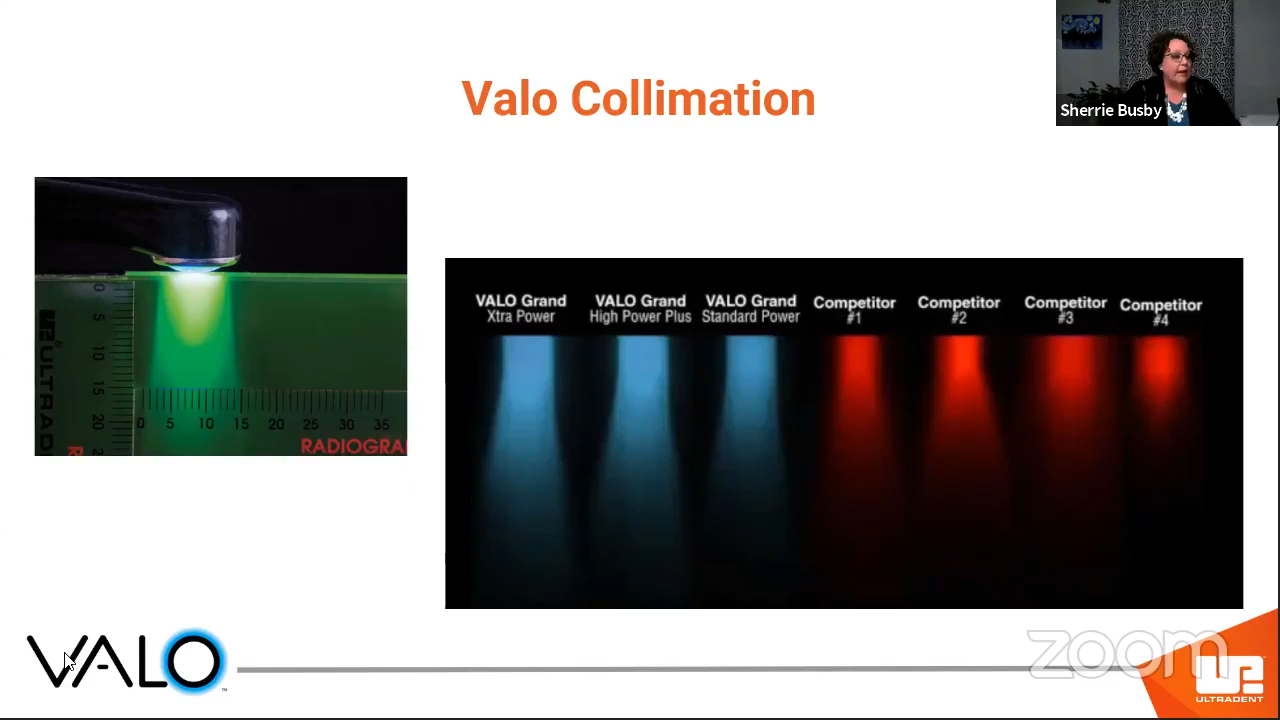 Valo Collimation
Sherrie Busby
0
5
10
15
20
ULTRAD
0 5 10 15 20 25 30 35
RADIOGRA
VALO Grand
Xtra Power
VALO Grand
High Power Plus
VALO Grand
Standard Power
Competitor
#1
Competitor
#2
Competitor
#3
Competitor
#4
VALO™
zoom
ULTRADENT